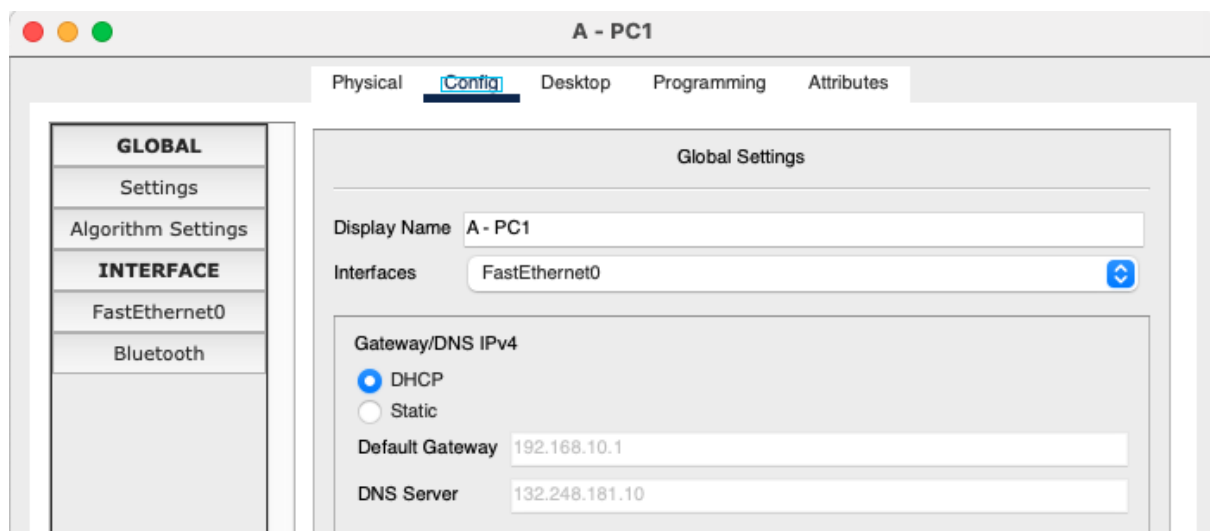 A - PC1
Physical Config Desktop Programming Attributes
GLOBAL
Settings
Algorithm Settings
INTERFACE
FastEthernet0
Bluetooth
Global Settings
Display Name A - PC1
Interfaces FastEthernet0
Gateway/DNS IPv4
DHCP
Static
Default Gateway 192.168.10.1
DNS Server 132.248.181.10